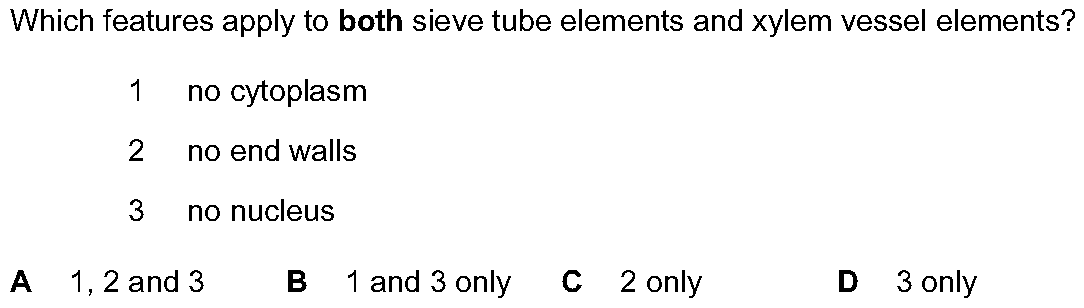 Which features apply to both sieve tube elements and xylem vessel elements?
1 no cytoplasm
2 no end walls
3 no nucleus
A 1, 2 and 3 B 1 and 3 only C 2 only D 3 only